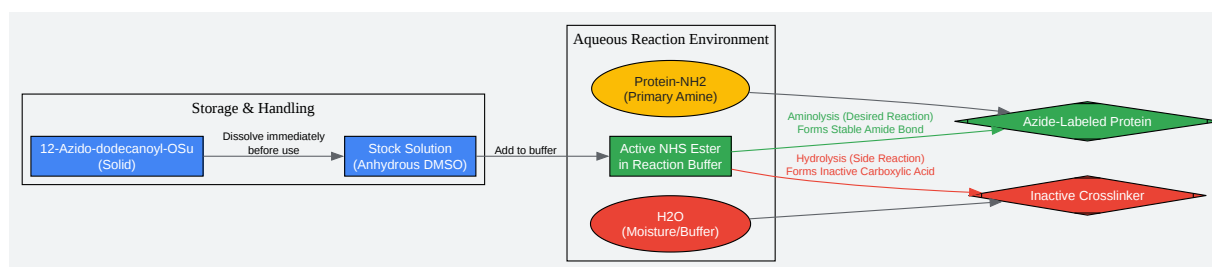 Storage & Handling
12-Azido-dodecanoyl-OSu
(Solid)
Dissolve immediately
before use
Stock Solution
(Anhydrous DMSO)
Add to buffer
Aqueous Reaction Environment
Protein-NH2
(Primary Amine)
Active NHS Ester
in Reaction Buffer
H2O
(Moisture/Buffer)
Aminolysis (Desired Reaction)
Forms Stable Amide Bond
Hydrolysis (Side Reaction)
Forms Inactive Carboxylic Acid
Azide-Labeled Protein
Inactive Crosslinker